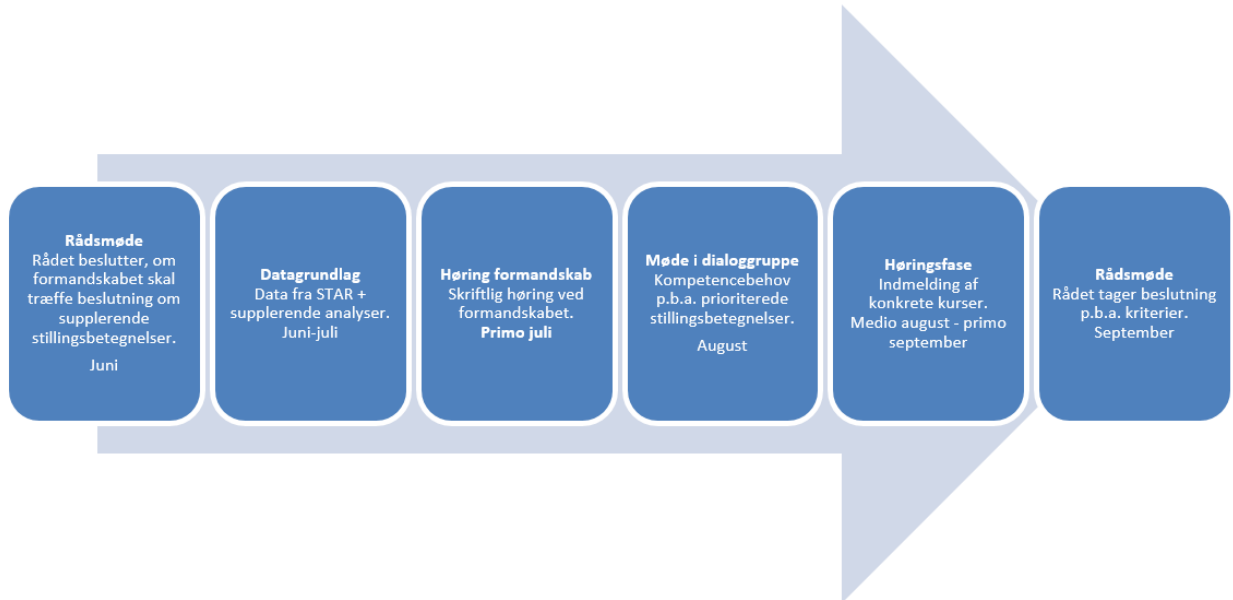 Rådsmøde
Rådet beslutter, om
formandskabet skal
træffe beslutning om
supplerende
stillingsbetegnelser.
Juni
Datagrundlag
Data fra STAR +
supplerende analyser.
Juni-juli
Høring formandskab
Skriftlig høring ved
formandskabet.
Primo juli
Møde i dialoggruppe
Kompetencebehov
p.b.a. prioriterede
stillingsbetegnelser.
August
Høringsfase
Indmelding af
konkrete kurser.
Medio august - primo
september
Rådsmøde
Rådet tager beslutning
p.b.a. kriterier.
September